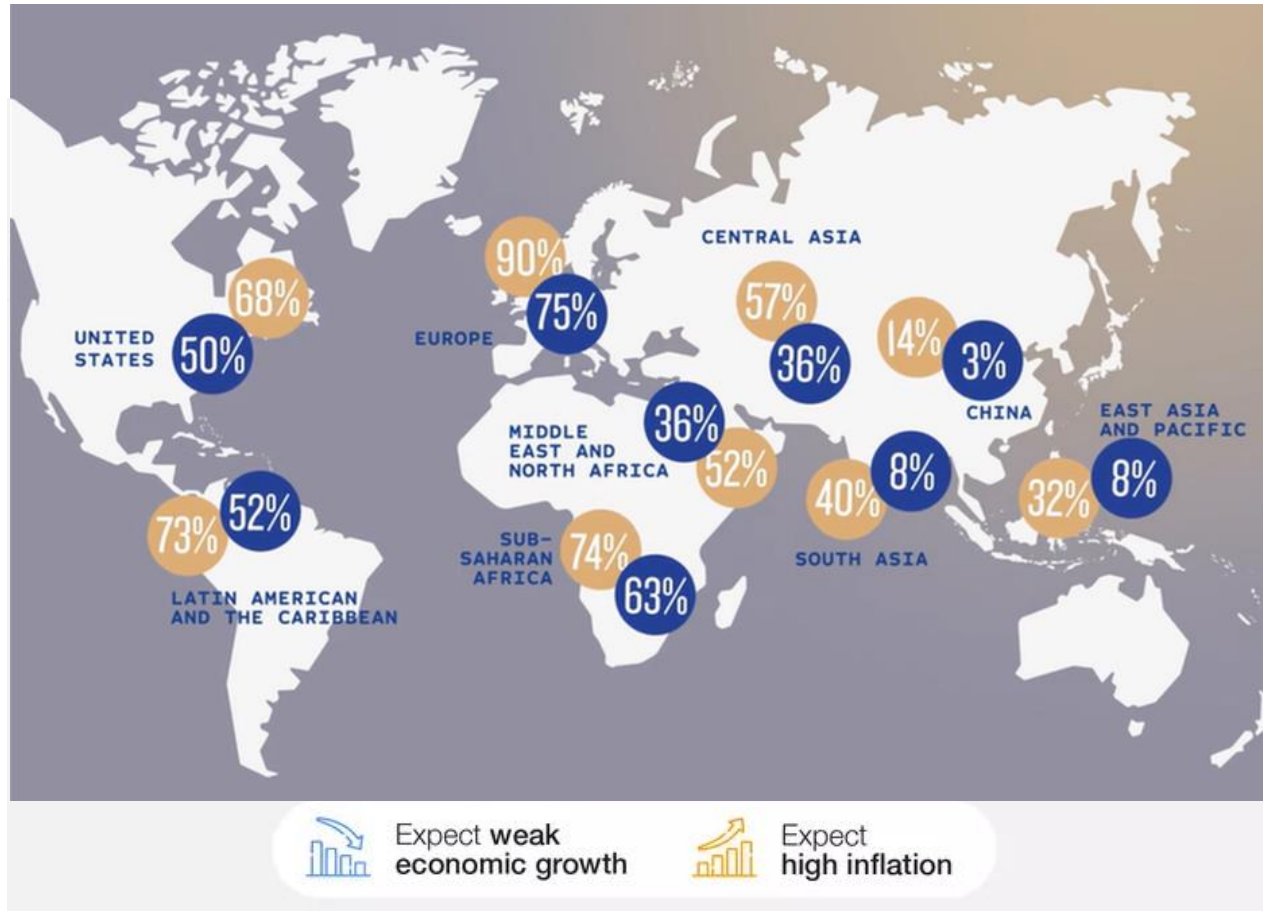 CENTRAL ASIA
90%
57%
68%
75%
14%
UNITED
STATES
50%
EUROPE
36%
3%
CHINA
EAST ASIA
AND PACIFIC
MIDDLE
EAST AND
NORTH AFRICA
36%
52%
40%
8%
32%
8%
73%
52%
SUB-
SAHARAN
AFRICA
74%
63%
SOUTH ASIA
LATIN AMERICAN
AND THE CARIBBEAN
Expect weak
economic growth
Expect
high inflation